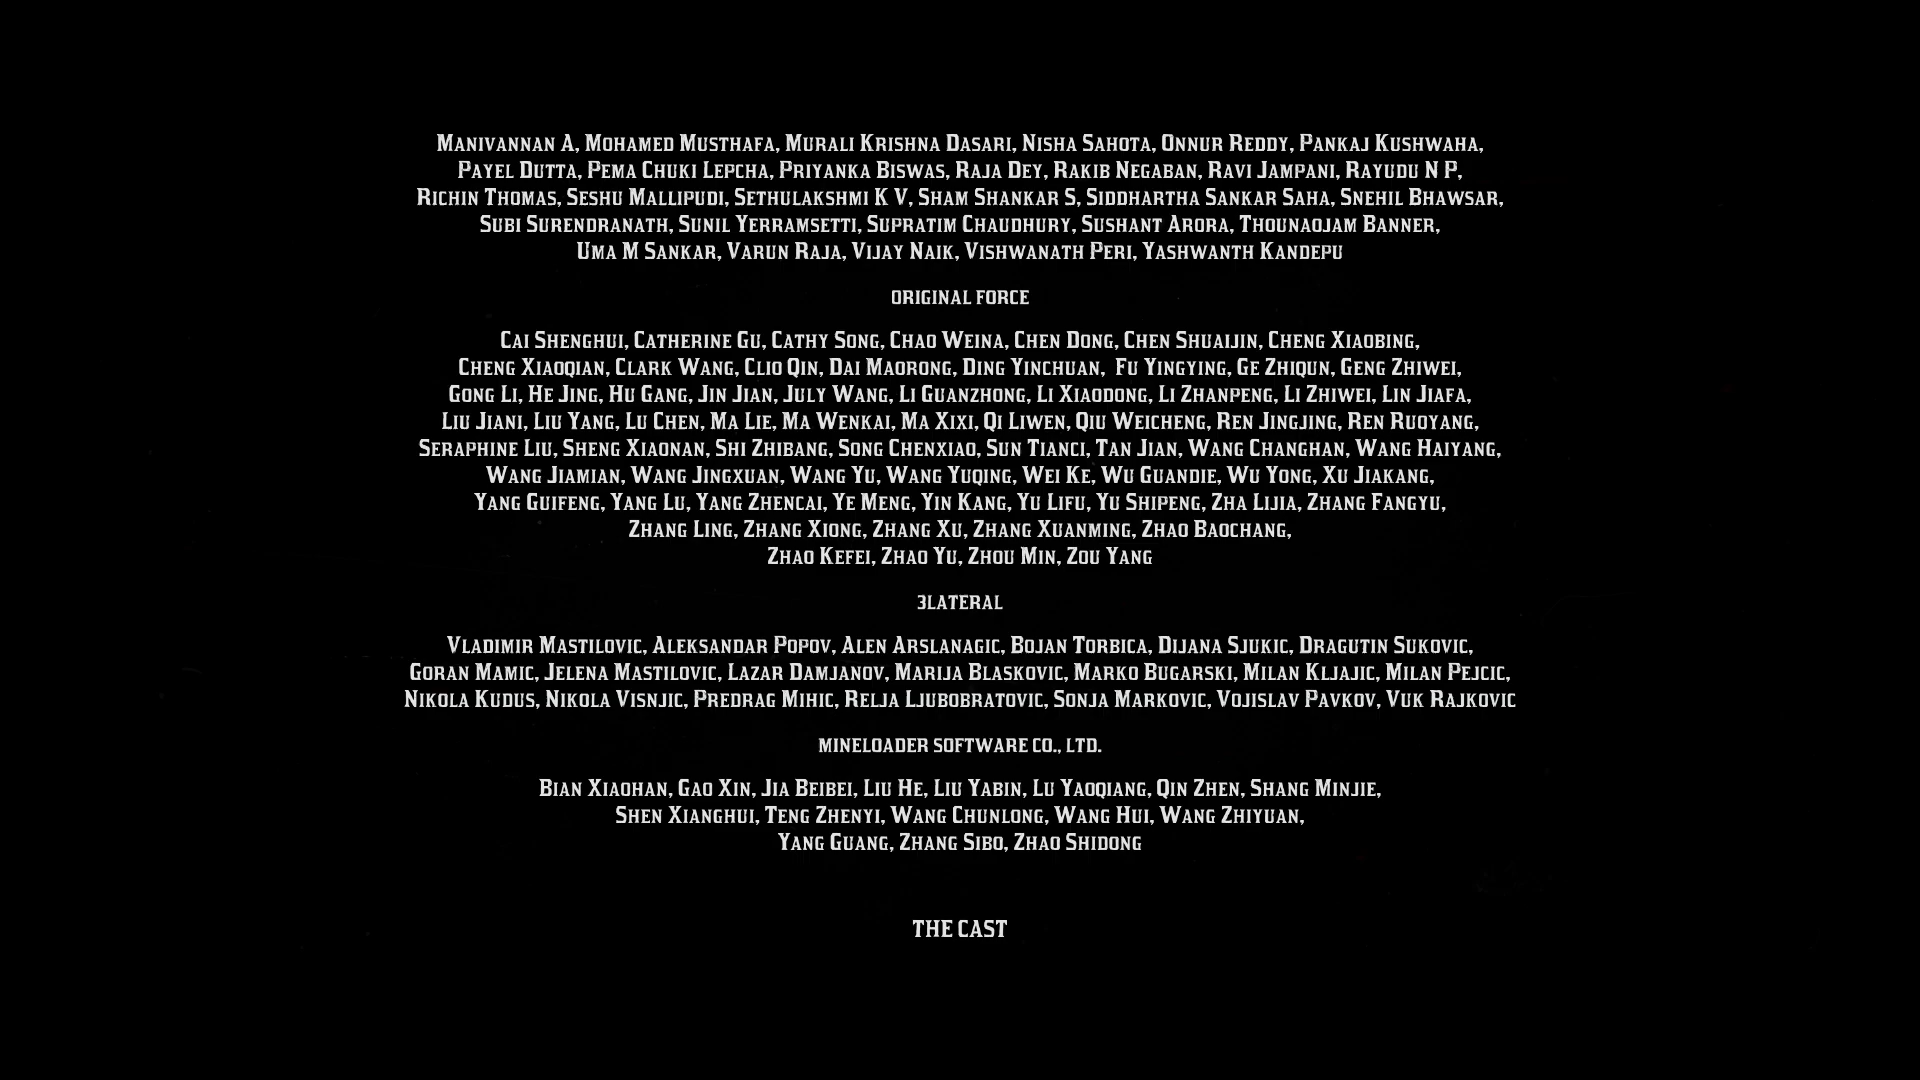 Manivannan A, Mohamed Musthafa, Murali Krishna Dasari, Nisha Sahota, Onnur Reddy, Pankaj Kushwaha,
Payel Dutta, Pema Chuki Lepcha, Priyanka Biswas, Raja Dey, Rakib Negaban, Ravi Jampani, Rayudu N P,
Richin Thomas, Seshu Mallipudi, Sethulakshmi K V, Sham Shankar S, Siddhartha Sankar Saha, Snehil Bhawsar,
Subi Surendranath, Sunil Yerramsetti, Supratim Chaudhury, Sushant Arora, Thounaojam Banner,
Uma M Sankar, Varun Raja, Vijay Naik, Vishwanath Peri, Yashwanth Kandepu
ORIGINAL FORCE
Cai Shenghui, Catherine Gu, Cathy Song, Chao Weina, Chen Dong, Chen Shuaijin, Cheng Xiaobing,
Cheng Xiaoqian, Clark Wang, Clio Qin, Dai Maorong, Ding Yinchuan, Fu Yingying, Ge Zhiqun, Geng Zhiwei,
Gong Li, He Jing, Hu Gang, Jin Jian, July Wang, Li Guanzhong, Li Xiaodong, Li Zhanpeng, Li Zhiwei, Lin Jiafa,
Liu Jiani, Liu Yang, Lu Chen, Ma Lie, Ma Wenkai, Ma Xixi, Qi Liwen, Qiu Weicheng, Ren Jingjing, Ren Ruoyang,
Seraphine Liu, Sheng Xiaonan, Shi Zhibang, Song Chenxiao, Sun Tianci, Tan Jian, Wang Changhan, Wang Haiyang,
Wang Jiamian, Wang Jingxuan, Wang Yu, Wang Yuqing, Wei Ke, Wu Guandie, Wu Yong, Xu Jiakang,
Yang Guifeng, Yang Lu, Yang Zhencai, Ye Meng, Yin Kang, Yu Lifu, Yu Shipeng, Zha Lijia, Zhang Fangyu,
Zhang Ling, Zhang Xiong, Zhang Xu, Zhang Xuanming, Zhao Baochang,
Zhao Kefei, Zhao Yu, Zhou Min, Zou Yang
3LATERAL
Vladimir Mastilovic, Aleksandar Popov, Alen Arslanagic, Bojan Torbica, Dijana Sjukic, Dragutin Sukovic,
Goran Mamic, Jelena Mastilovic, Lazar Damjanov, Marija Blaskovic, Marko Bugarski, Milan Kljajic, Milan Pejcic,
Nikola Kudus, Nikola Visnjic, Predrag Mihic, Relja Ljubobratovic, Sonja Markovic, Vojislav Pavkov, Vuk Rajkovic
MINELOADER SOFTWARE CO., LTD.
Bian Xiaohan, Gao Xin, Jia Beibei, Liu He, Liu Yabin, Lu Yaoqiang, Qin Zhen, Shang Minjie,
Shen Xianghui, Teng Zhenyi, Wang Chunlong, Wang Hui, Wang Zhiyuan,
Yang Guang, Zhang Sibo, Zhao Shidong
THE CAST